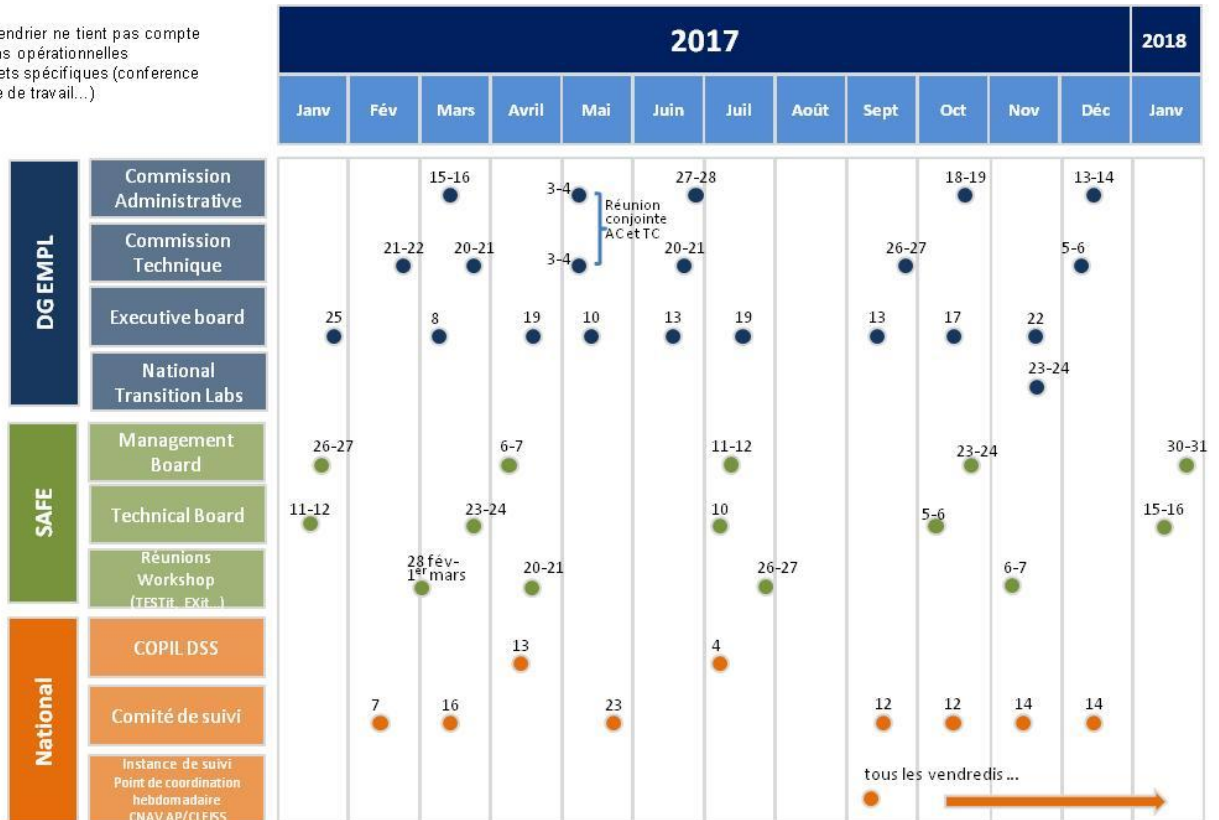 endrier ne tient pas compte
ns opérationnelles
ets spécifiques (conference
e de travail...)
2017
2018
Janv
Fév
Mars
Avril
Mai
Juin
Juil
Août
Sept
Oct
Nov
Déc
Janv
DG EMPL
Commission
Administrative
15-16
3-4
27-28
18-19
13-14
Réunion
conjointe
AC et TC
Commission
Technique
21-22
20-21
3-4
20-21
26-27
5-6
Executive board
25
8
19
10
13
19
13
17
22
National
Transition Labs
23-24
SAFE
Management
Board
26-27
6-7
11-12
23-24
30-31
Technical Board
11-12
23-24
10
5-6
15-16
Réunions
Workshop
(TESTit, EXit...)
28 fév-
1er mars
20-21
26-27
6-7
National
COPIL DSS
13
4
Comité de suivi
7
16
23
12
12
14
14
Instance de suivi
Point de coordination
hebdomadaire
CNAV AP/CLEISS
tous les vendredis...